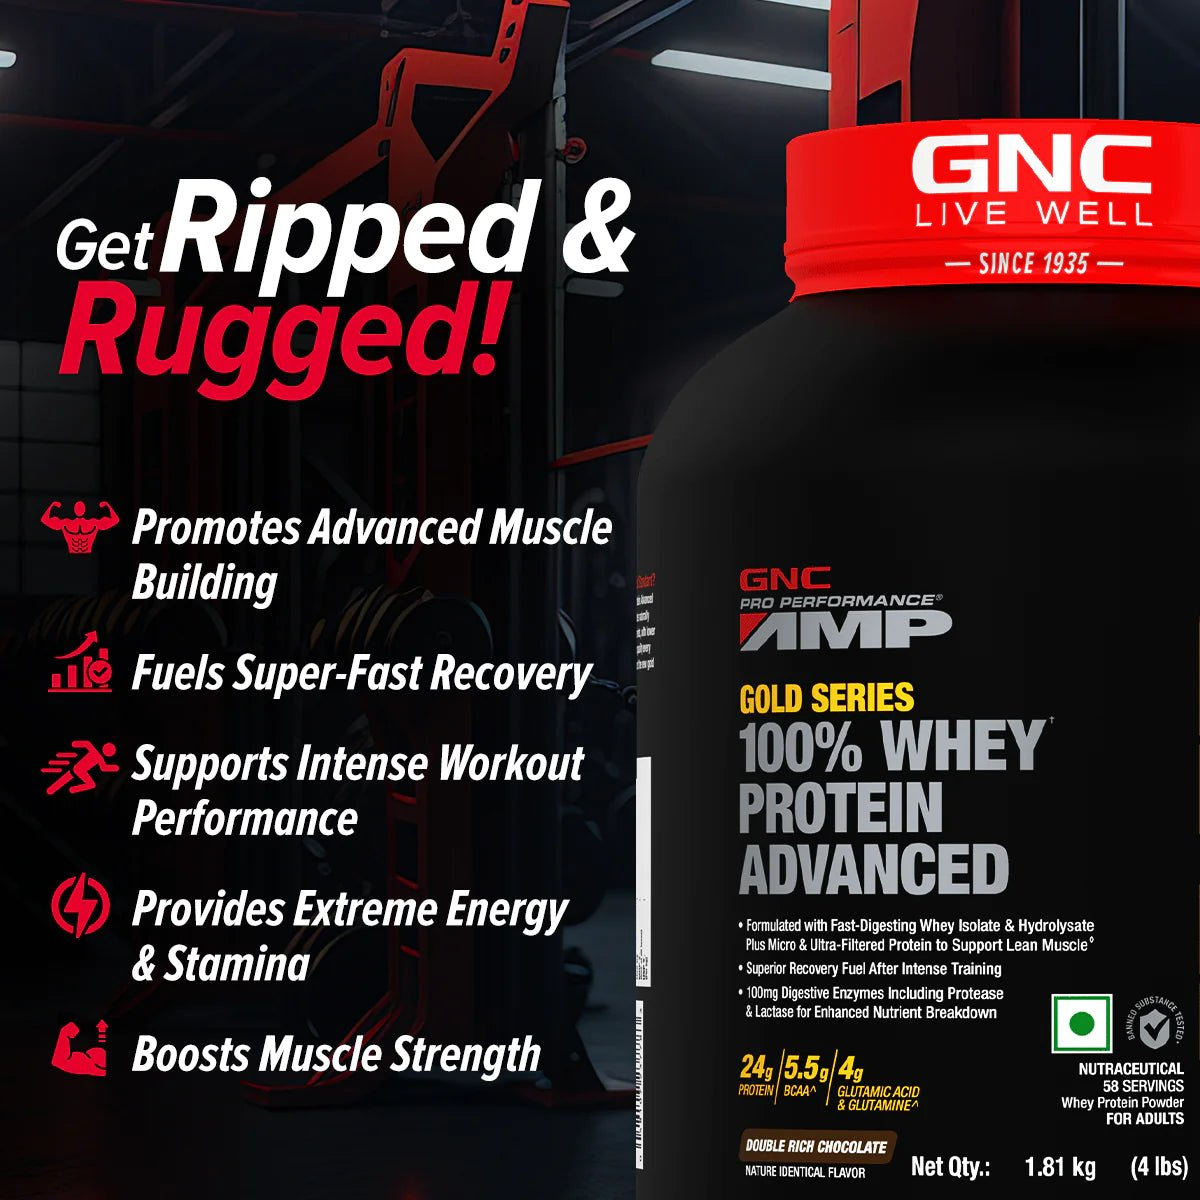 GNC
LIVE WELL
— SINCE 1935 —
Get Ripped &
Rugged!
Promotes Advanced Muscle
Building
Fuels Super-Fast Recovery
Supports Intense Workout
Performance
Provides Extreme Energy
& Stamina
Boosts Muscle Strength
GNC
PRO PERFORMANCE®
AMP
GOLD SERIES
100% WHEY†
PROTEIN
ADVANCED
• Formulated with Fast-Digesting Whey Isolate & Hydrolysate
Plus Micro & Ultra-Filtered Protein to Support Lean Muscle◊
• Superior Recovery Fuel After Intense Training
• 100mg Digestive Enzymes Including Protease
& Lactase for Enhanced Nutrient Breakdown
24g PROTEIN
5.5g BCAA^
4g GLUTAMIC ACID
& GLUTAMINE^
BANNED SUBSTANCE TESTED
NUTRACEUTICAL
58 SERVINGS
Whey Protein Powder
FOR ADULTS
DOUBLE RICH CHOCOLATE
NATURE IDENTICAL FLAVOR
Net Qty.: 1.81 kg (4 lbs)